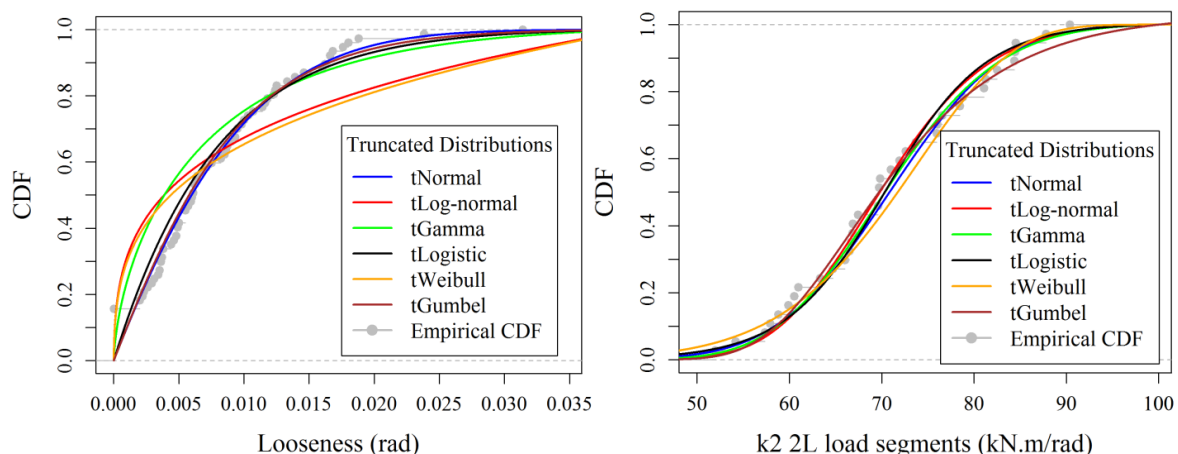 CDF
0.0 0.2 0.4 0.6 0.8 1.0
Truncated Distributions
tNormal
tLog-normal
tGamma
tLogistic
tWeibull
tGumbel
Empirical CDF
0.000 0.005 0.010 0.015 0.020 0.025 0.030 0.035
Looseness (rad)
CDF
0.0 0.2 0.4 0.6 0.8 1.0
Truncated Distributions
tNormal
tLog-normal
tGamma
tLogistic
tWeibull
tGumbel
Empirical CDF
50 60 70 80 90 100
k2 2L load segments (kN.m/rad)